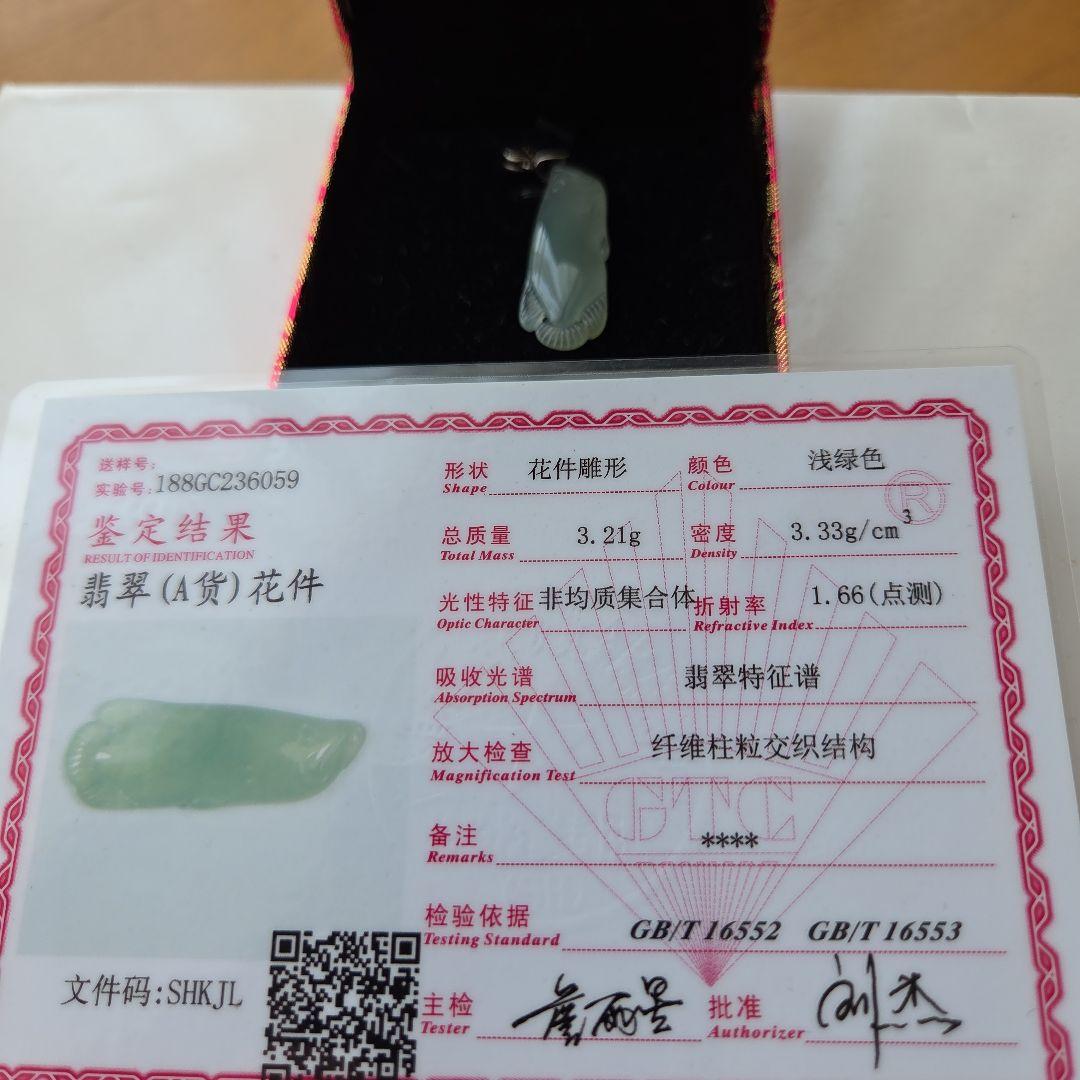 送样号:
实验号:188GC236059
鉴定结果
RESULT OF IDENTIFICATION
翡翠(A货)花件
文件码:SHKJL
形状 花件雕形 颜色 浅绿色
Shape Colour
总质量 3.21g 密度 3.33g/cm³
Total Mass Density
光性特征 非均质集合体 折射率 1.66(点测)
Optic Character Refractive Index
吸收光谱 翡翠特征谱
Absorption Spectrum
放大检查 纤维柱粒交织结构
Magnification Test
GTC
备注 ****
Remarks
检验依据 GB/T 16552 GB/T 16553
Testing Standard
主检 批准 刘杰
Tester Authorizer
®